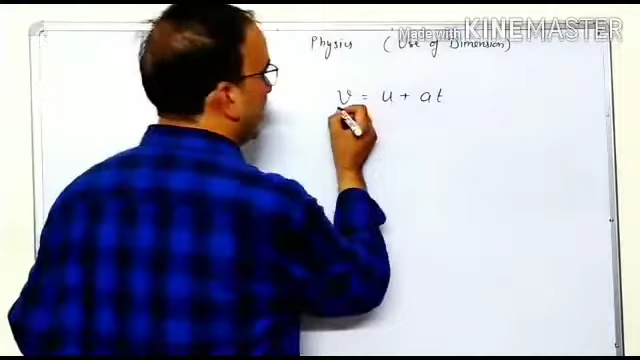 Made with KINEMASTER
Physics (Use of Dimension)
v = u + at